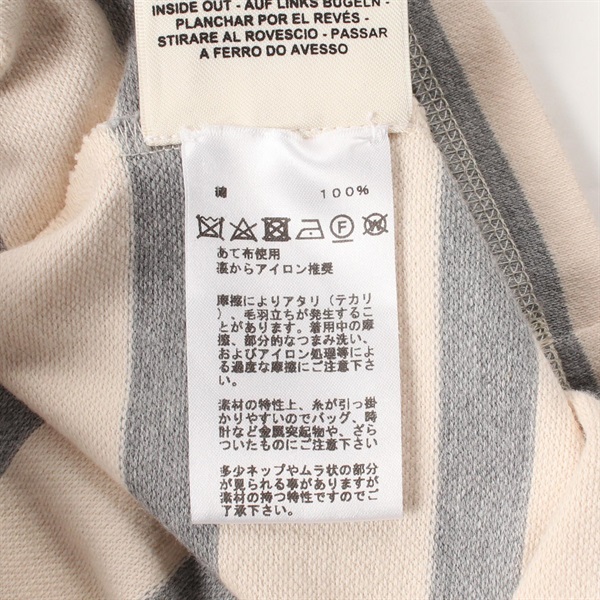 INSIDE OUT - AUF LINKS BÜGELN -
PLANCHAR POR EL REVÉS -
STIRARE AL ROVESCIO - PASSAR
A FERRO DO AVESSO
綿 100%
F W
あて布使用
裏からアイロン推奨
摩擦によりアタリ(テカリ
)、毛羽立ちが発生するこ
とがあります。着用中の摩
擦、部分的なつまみ洗い、
およびアイロン処理等によ
る過度な摩擦にご注意下さ
い。
素材の特性上、糸が引っ掛
かりやすいのでバッグ、時
計など金属突起物や、ざら
ついたものにご注意下さい
多少ネップやムラ状の部分
が見られる事がありますが
素材の持つ特性ですのでご
了承下さい。